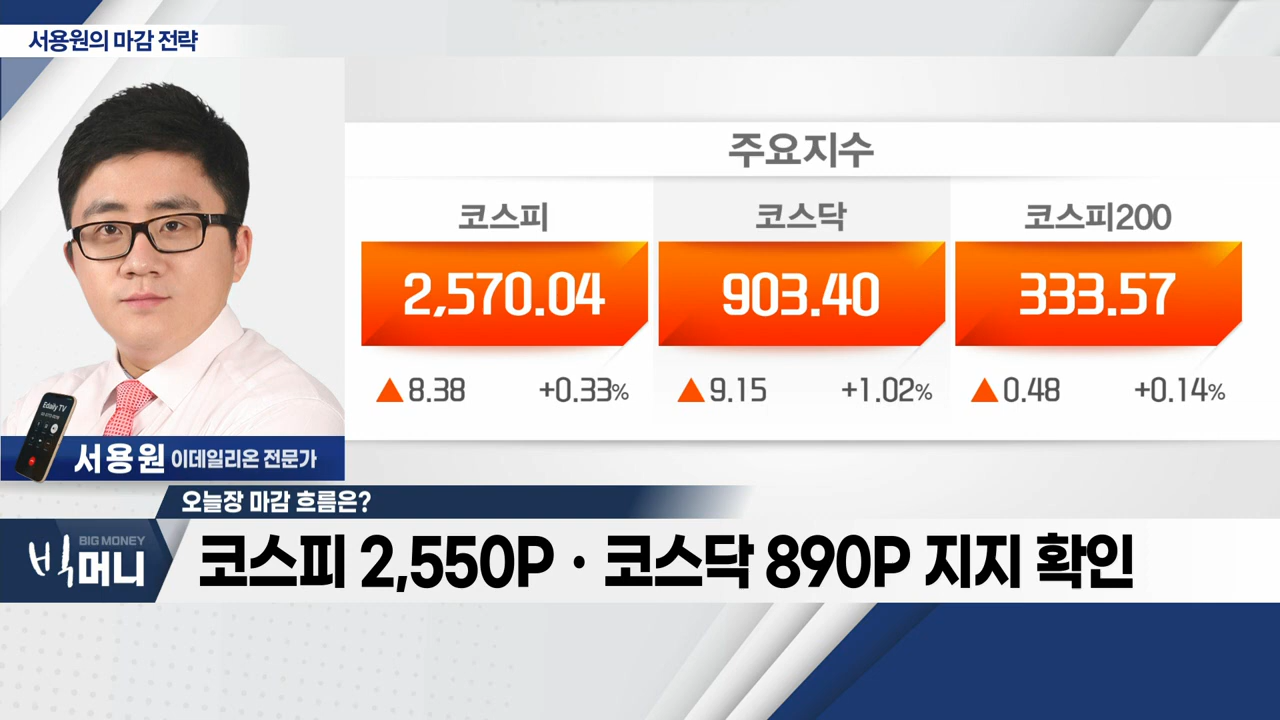 서용원의 마감 전략
주요지수
코스피
2,570.04
▲8.38 +0.33%
코스닥
903.40
▲9.15 +1.02%
코스피200
333.57
▲0.48 +0.14%
Edaily TV
서용원 이데일리온 전문가
오늘장 마감 흐름은?
BIG MONEY
빅머니
코스피 2,550P · 코스닥 890P 지지 확인